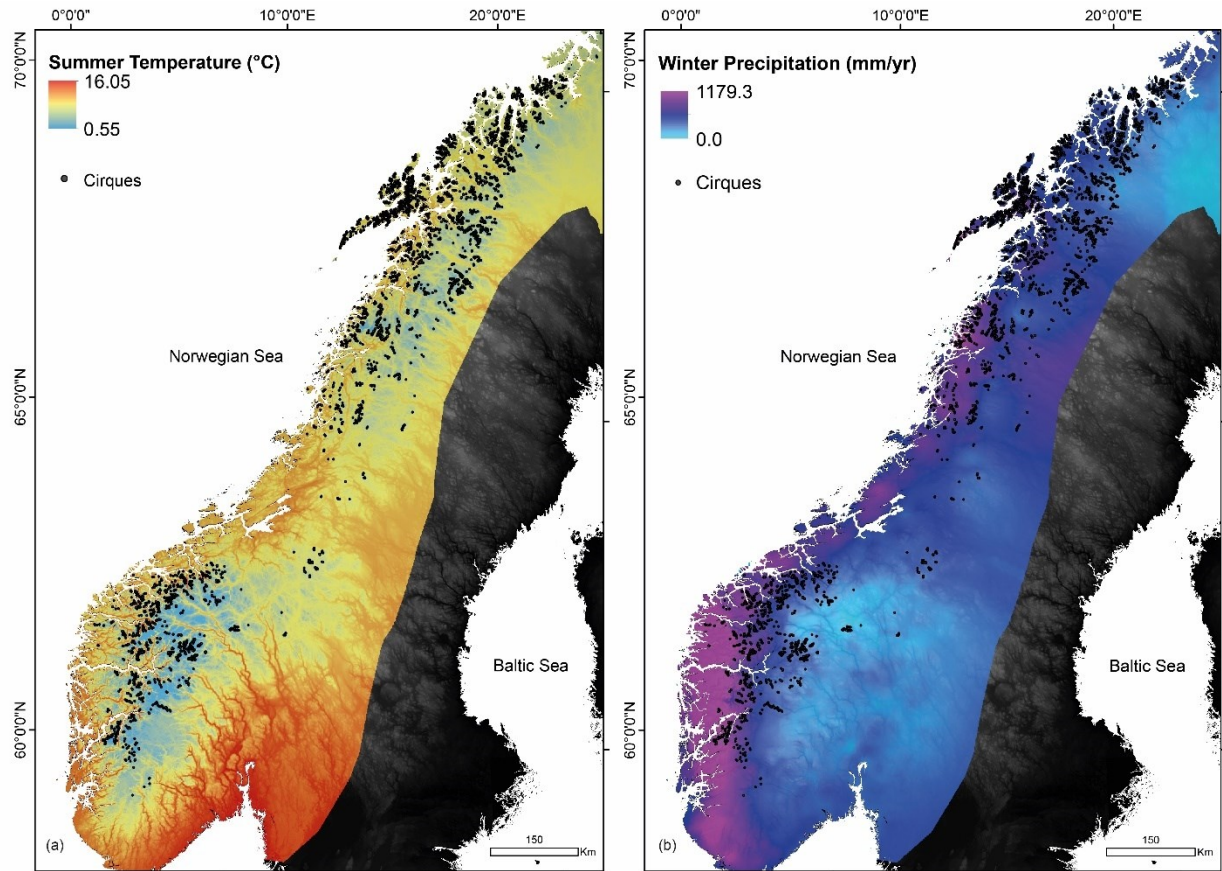 0°0'0" 10°0'0"E 20°0'0"E
Summer Temperature (°C)
16.05
0.55
Cirques
70°0'0"N
65°0'0"N
60°0'0"N
Norwegian Sea
Baltic Sea
(a)
150
Km
0°0'0" 10°0'0"E 20°0'0"E
Winter Precipitation (mm/yr)
1179.3
0.0
Cirques
70°0'0"N
65°0'0"N
60°0'0"N
Norwegian Sea
Baltic Sea
(b)
150
Km